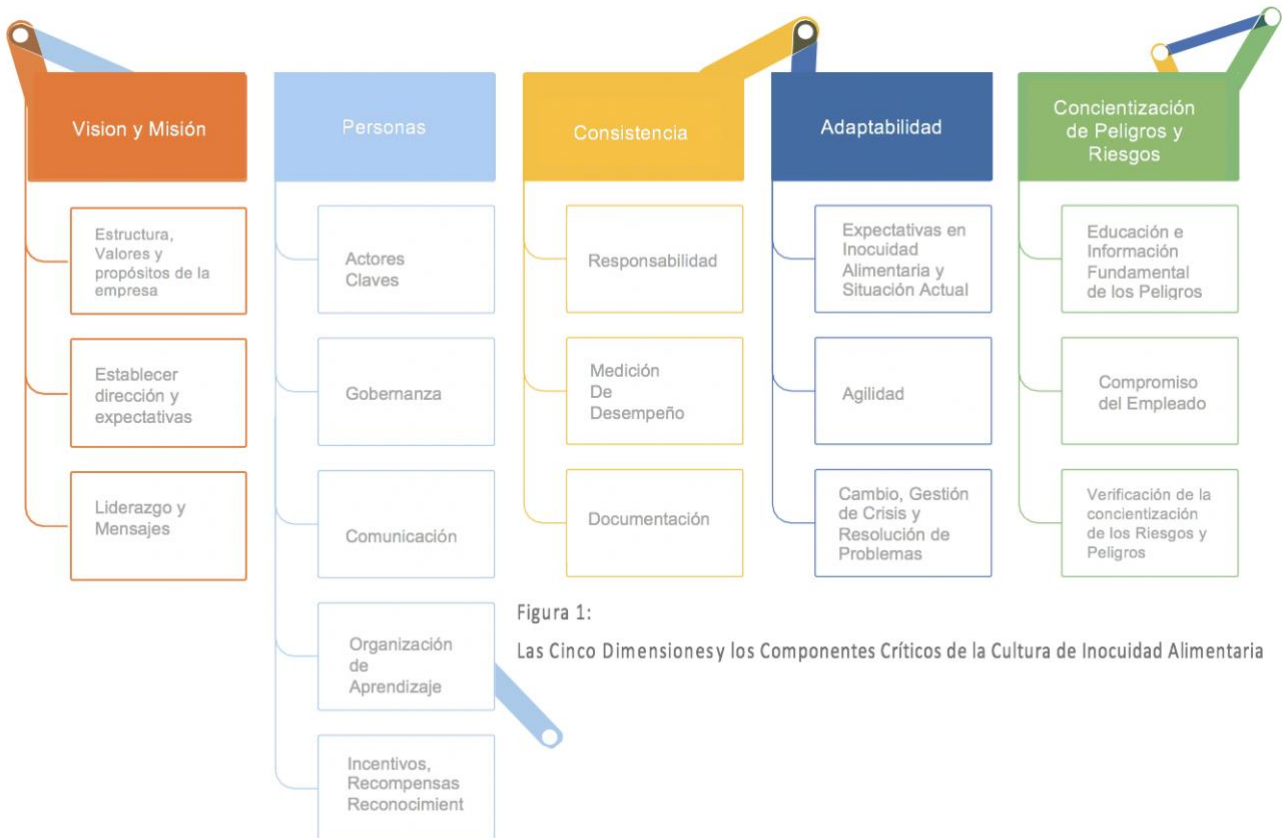 Vision y Misión
Estructura,
Valores y
propósitos de la
empresa
Establecer
dirección y
expectativas
Liderazgo y
Mensajes
Personas
Actores
Claves
Gobernanza
Comunicación
Organización
de
Aprendizaje
Incentivos,
Recompensas
Reconocimient
Consistencia
Responsabilidad
Medición
De
Desempeño
Documentación
Adaptabilidad
Expectativas en
Inocuidad
Alimentaria y
Situación Actual
Agilidad
Cambio, Gestión
de Crisis y
Resolución de
Problemas
Concientización
de Peligros y
Riesgos
Educación e
Información
Fundamental
de los Peligros
Compromiso
del Empleado
Verificación de la
concientización
de los Riesgos y
Peligros
Figura 1:
Las Cinco Dimensiones y los Componentes Críticos de la Cultura de Inocuidad Alimentaria